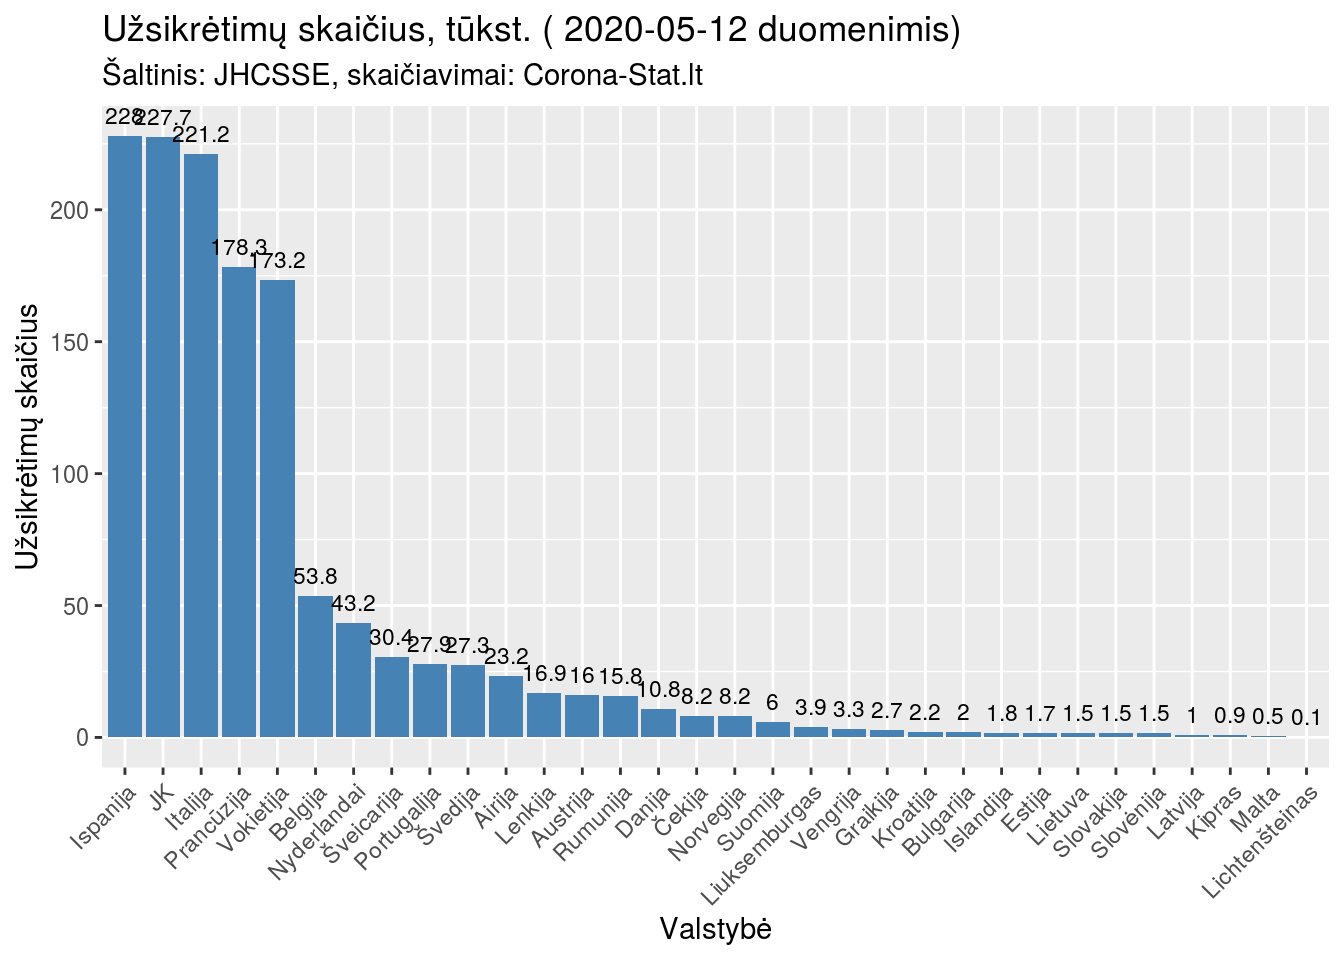 Užsikrėtimų skaičius, tūkst. ( 2020-05-12 duomenimis)
Šaltinis: JHCSSE, skaičiavimai: Corona-Stat.lt
Užsikrėtimų skaičius
200
150
100
50
0
228
227.7
221.2
178.3
173.2
53.8
43.2
30.4
27.9
27.3
23.2
16.9
16
15.8
10.8
8.2
8.2
6
3.9
3.3
2.7
2.2
2
1.8
1.7
1.5
1.5
1.5
1
0.9
0.5
0.1
Ispanija
JK
Italija
Prancūzija
Vokietija
Belgija
Nyderlandai
Šveicarija
Portugalija
Švedija
Airija
Lenkija
Austrija
Rumunija
Danija
Čekija
Norvegija
Suomija
Liuksemburgas
Vengrija
Graikija
Kroatija
Bulgarija
Islandija
Estija
Lietuva
Slovakija
Slovėnija
Latvija
Kipras
Malta
Lichtenšteinas
Valstybė